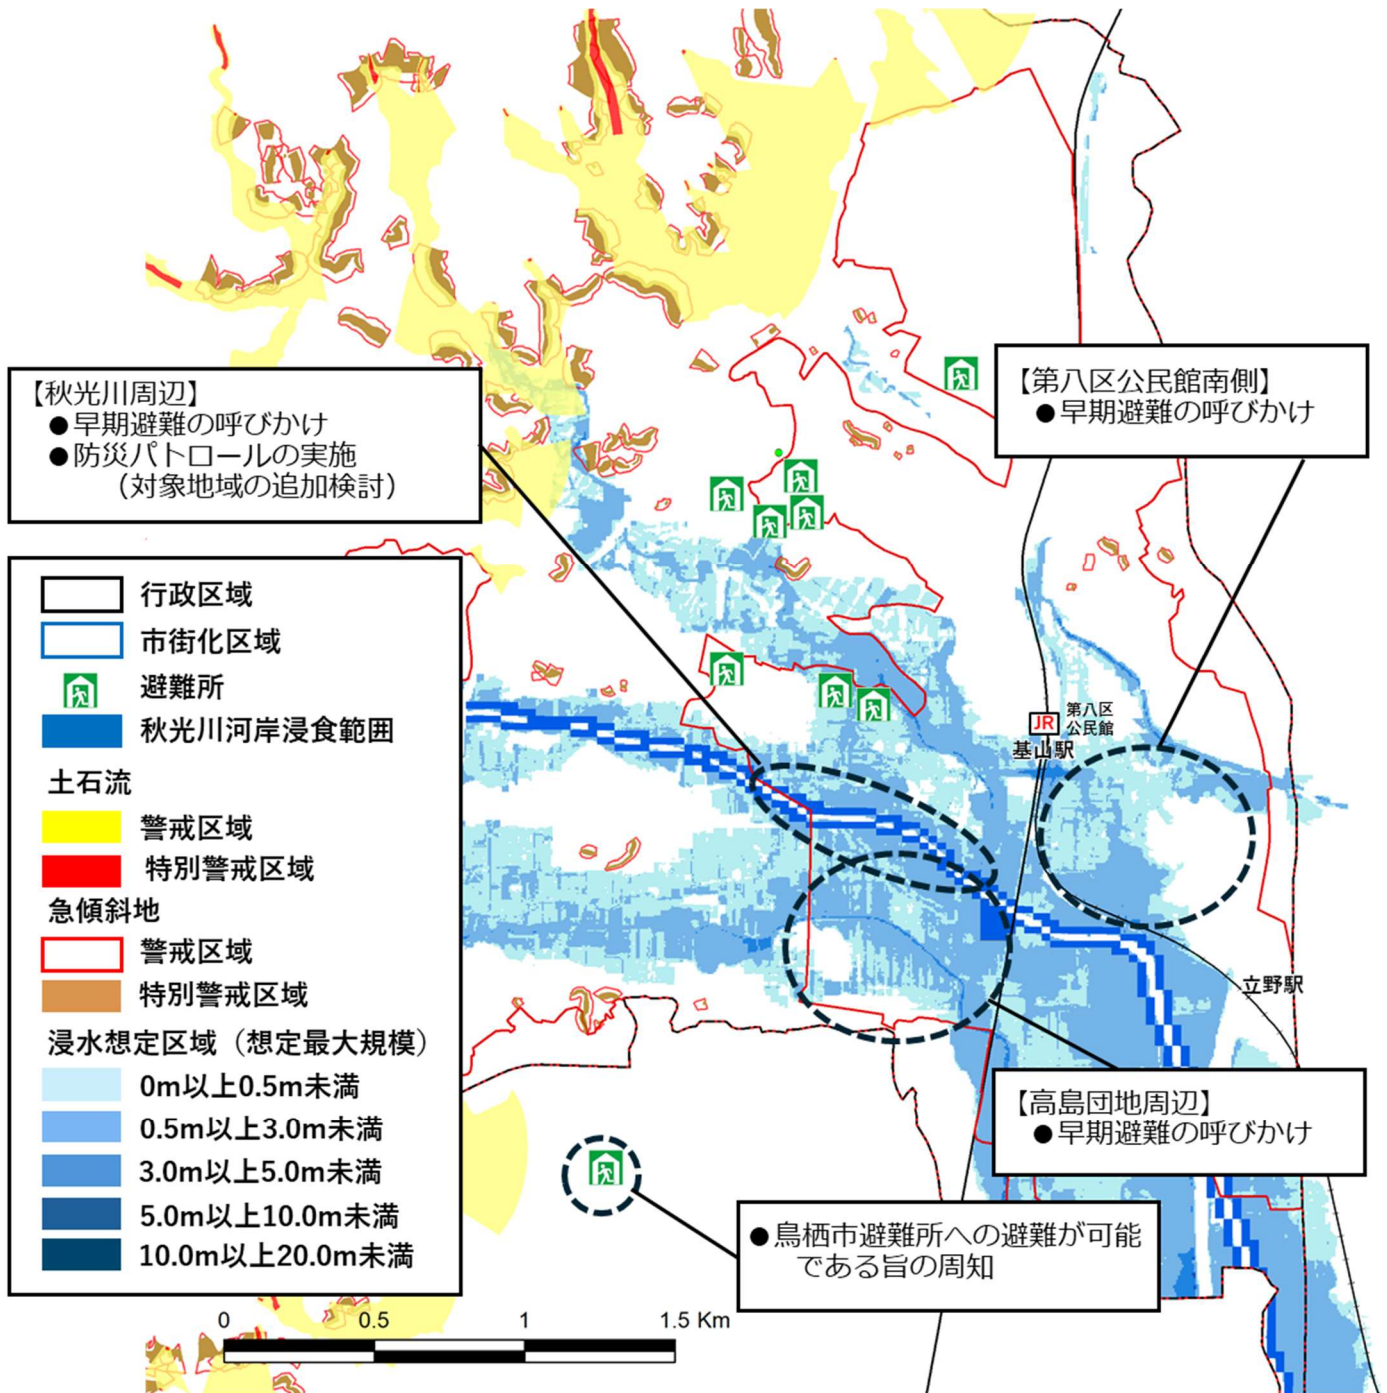 【秋光川周辺】
●早期避難の呼びかけ
●防災パトロールの実施
（対象地域の追加検討）
【第八区公民館南側】
●早期避難の呼びかけ
行政区域
市街化区域
避難所
秋光川河岸浸食範囲
土石流
警戒区域
特別警戒区域
急傾斜地
警戒区域
特別警戒区域
浸水想定区域（想定最大規模）
0m以上0.5m未満
0.5m以上3.0m未満
3.0m以上5.0m未満
5.0m以上10.0m未満
10.0m以上20.0m未満
JR
第八区
公民館
基山駅
立野駅
【高島団地周辺】
●早期避難の呼びかけ
●鳥栖市避難所への避難が可能
である旨の周知
0 0.5 1 1.5 Km